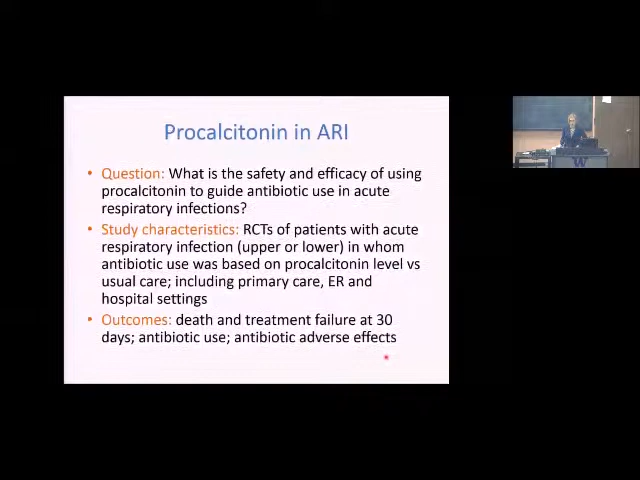 Procalcitonin in ARI
• Question: What is the safety and efficacy of using
procalcitonin to guide antibiotic use in acute
respiratory infections?
• Study characteristics: RCTs of patients with acute
respiratory infection (upper or lower) in whom
antibiotic use was based on procalcitonin level vs
usual care; including primary care, ER and
hospital settings
• Outcomes: death and treatment failure at 30
days; antibiotic use; antibiotic adverse effects
W